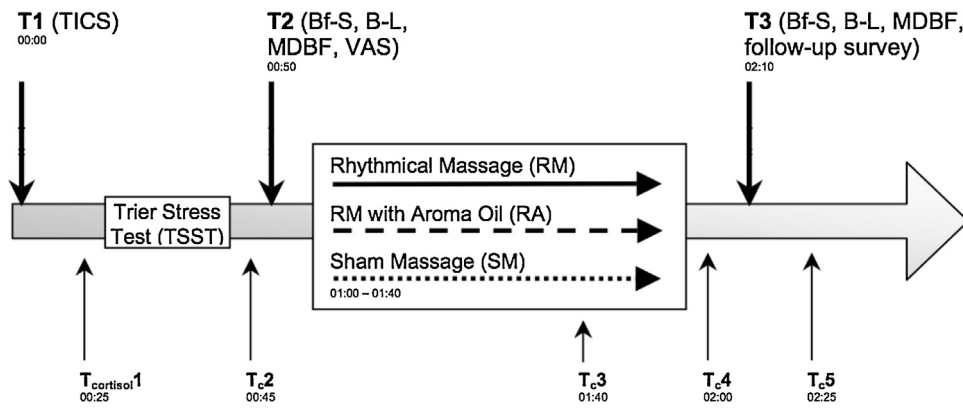 T1 (TICS)
00:00
T2 (Bf-S, B-L,
MDBF, VAS)
00:50
T3 (Bf-S, B-L, MDBF,
follow-up survey)
02:10
Trier Stress
Test (TSST)
Rhythmical Massage (RM)
RM with Aroma Oil (RA)
Sham Massage (SM)
01:00 – 01:40
Tcortisol1
00:25
Tc2
00:45
Tc3
01:40
Tc4
02:00
Tc5
02:25